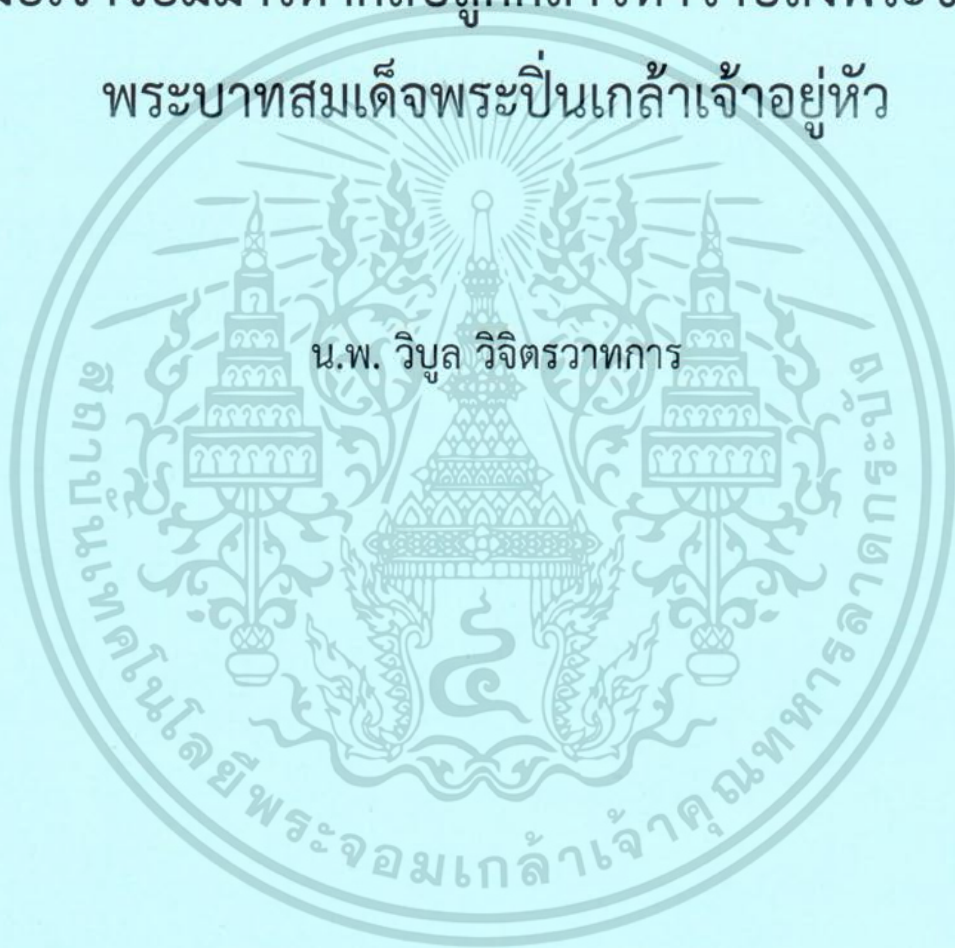 พระบาทสมเด็จพระปิ่นเกล้าเจ้าอยู่หัว
น.พ. วิบูล วิจิตรวาทการ
สถาบันเทคโนโลยีพระจอมเกล้าเจ้าคุณทหารลาดกระบัง
๔